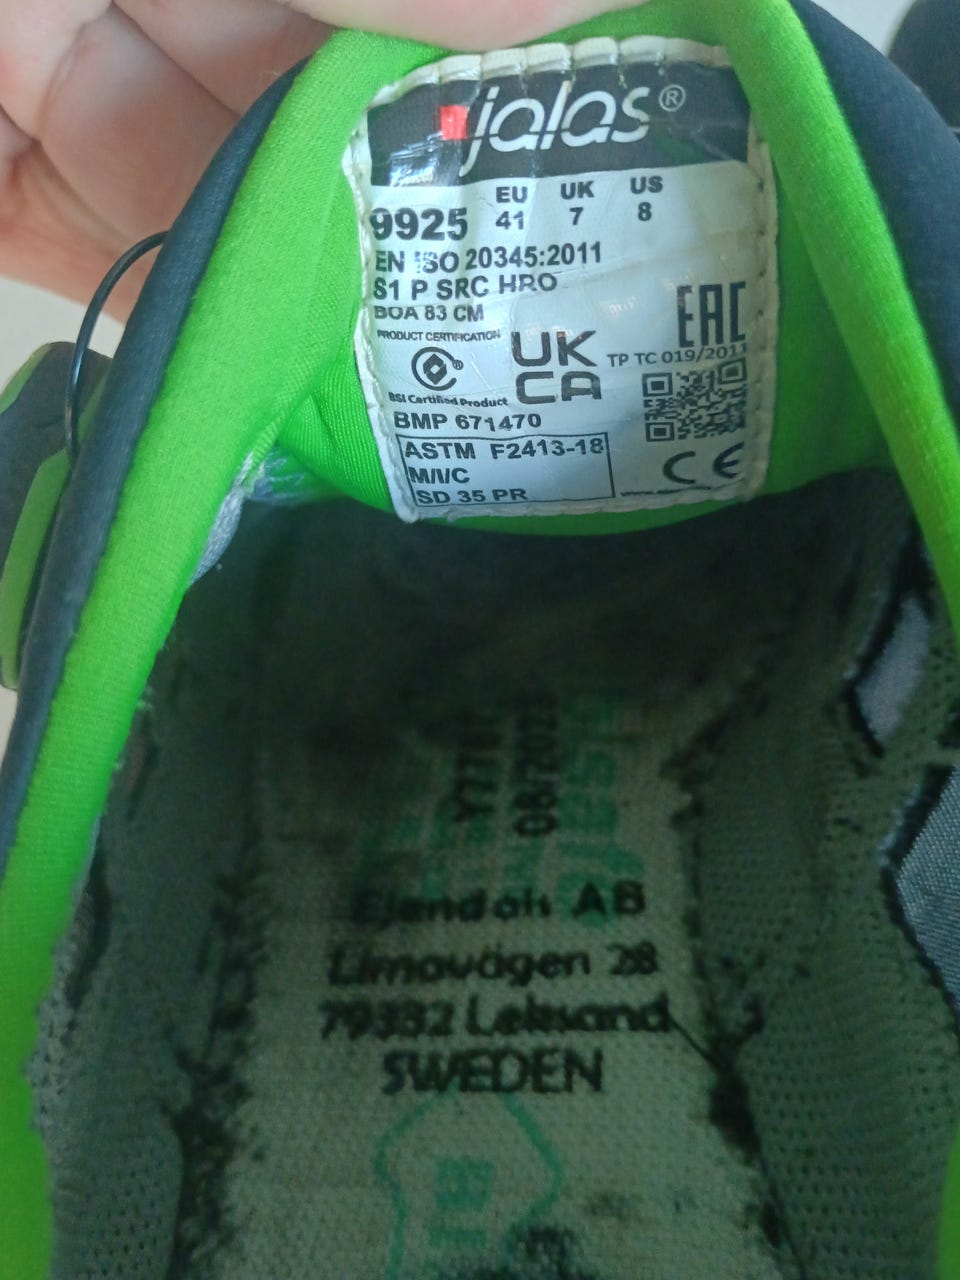 jalas®
EU UK US
9925 41 7 8
EN ISO 20345:2011
S1 P SRC HRO
BOA 83 CM
PRODUCT CERTIFICATION
BSI Certified Product
UK
CA
EAC
TP TC 019/2011
BMP 671470
ASTM F2413-18
M/I/C
SD 35 PR
CE
Ejendals AB
Limavägen 28
79332 Leksand
SWEDEN